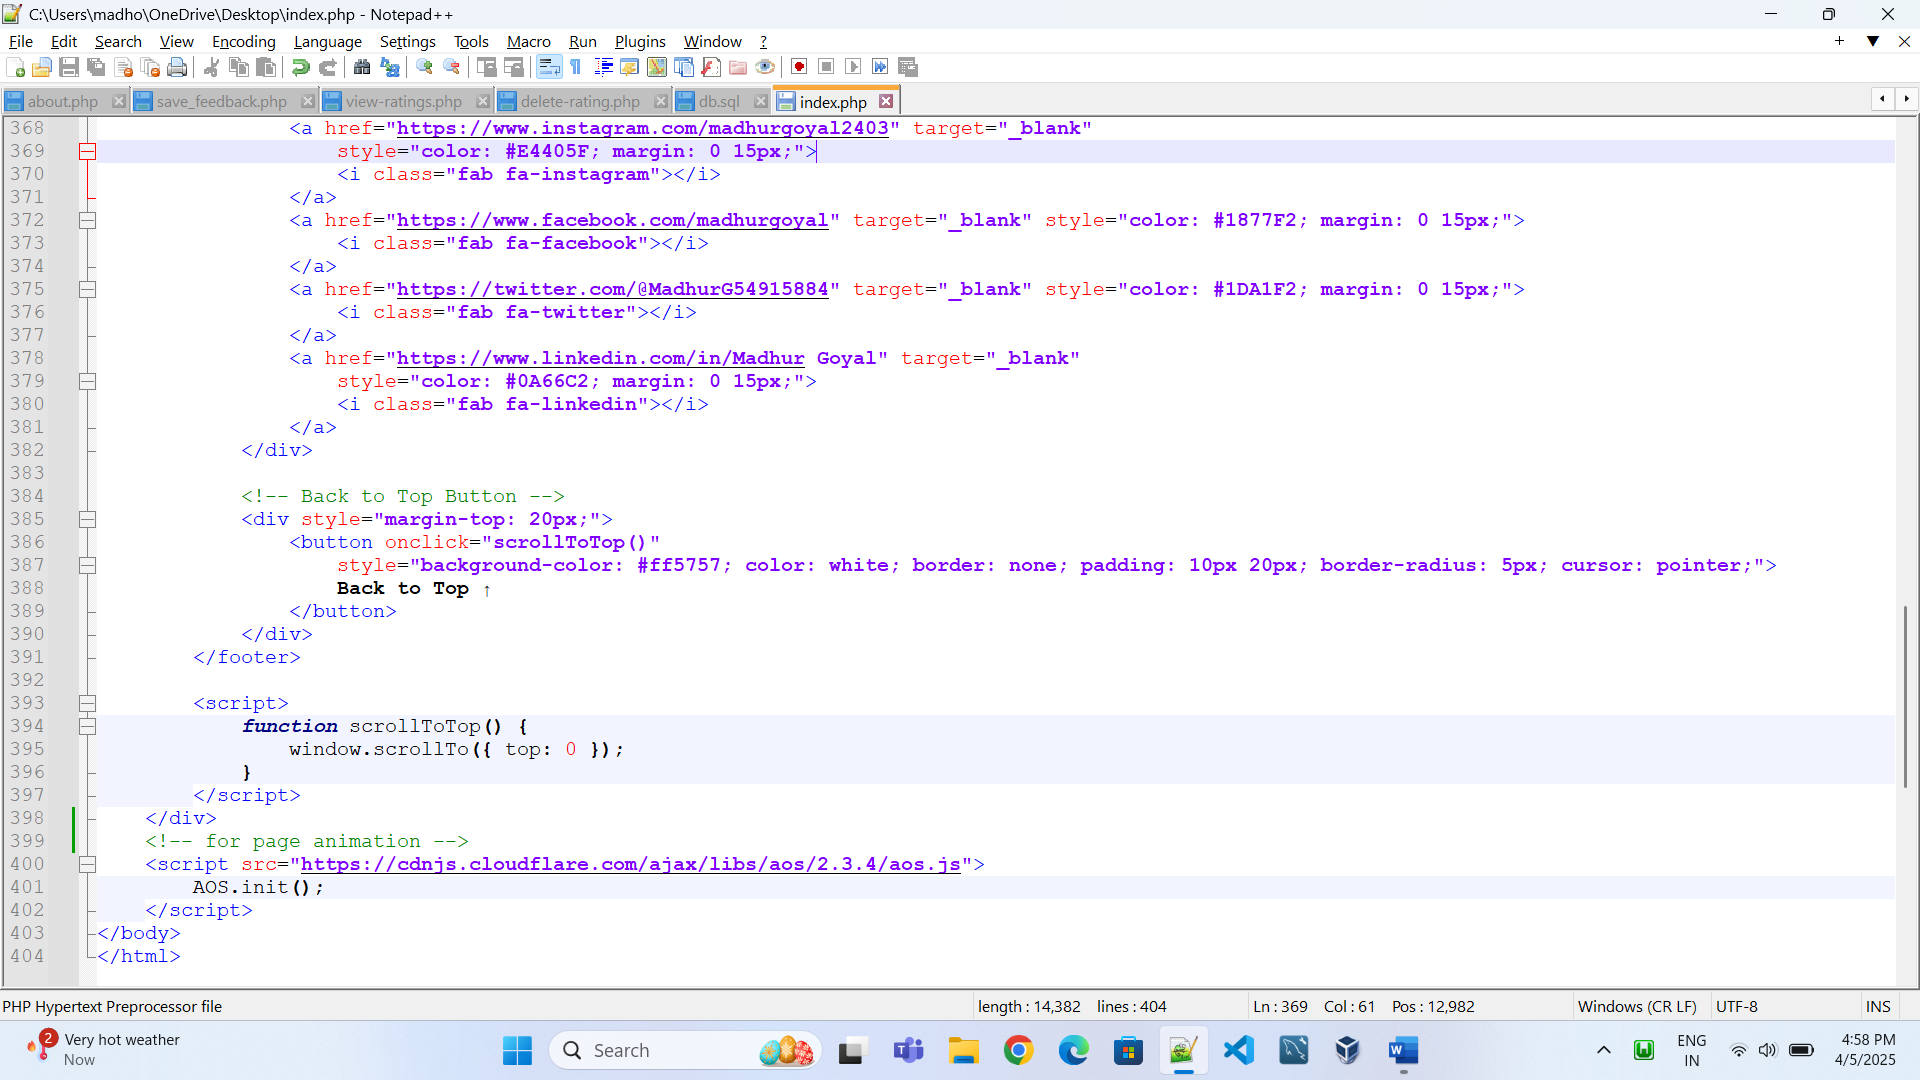 C:\Users\madho\OneDrive\Desktop\index.php - Notepad++
File Edit Search View Encoding Language Settings Tools Macro Run Plugins Window ?
about.php save_feedback.php view-ratings.php delete-rating.php db.sql index.php
368 <a href="https://www.instagram.com/madhurgoyal2403" target="_blank"
369 style="color: #E4405F; margin: 0 15px;">
370 <i class="fab fa-instagram"></i>
371 </a>
372 <a href="https://www.facebook.com/madhurgoyal" target="_blank" style="color: #1877F2; margin: 0 15px;">
373 <i class="fab fa-facebook"></i>
374 </a>
375 <a href="https://twitter.com/@MadhurG54915884" target="_blank" style="color: #1DA1F2; margin: 0 15px;">
376 <i class="fab fa-twitter"></i>
377 </a>
378 <a href="https://www.linkedin.com/in/Madhur Goyal" target="_blank"
379 style="color: #0A66C2; margin: 0 15px;">
380 <i class="fab fa-linkedin"></i>
381 </a>
382 </div>
383
384 <!-- Back to Top Button -->
385 <div style="margin-top: 20px;">
386 <button onclick="scrollToTop()"
387 style="background-color: #ff5757; color: white; border: none; padding: 10px 20px; border-radius: 5px; cursor: pointer;">
388 Back to Top ↑
389 </button>
390 </div>
391 </footer>
392
393 <script>
394 function scrollToTop() {
395 window.scrollTo({ top: 0 });
396 }
397 </script>
398 </div>
399 <!-- for page animation -->
400 <script src="https://cdnjs.cloudflare.com/ajax/libs/aos/2.3.4/aos.js">
401 AOS.init();
402 </script>
403 </body>
404 </html>
PHP Hypertext Preprocessor file length : 14,382 lines : 404 Ln : 369 Col : 61 Pos : 12,982 Windows (CR LF) UTF-8 INS
2 Very hot weather
Now
Search
ENG
IN
4:58 PM
4/5/2025